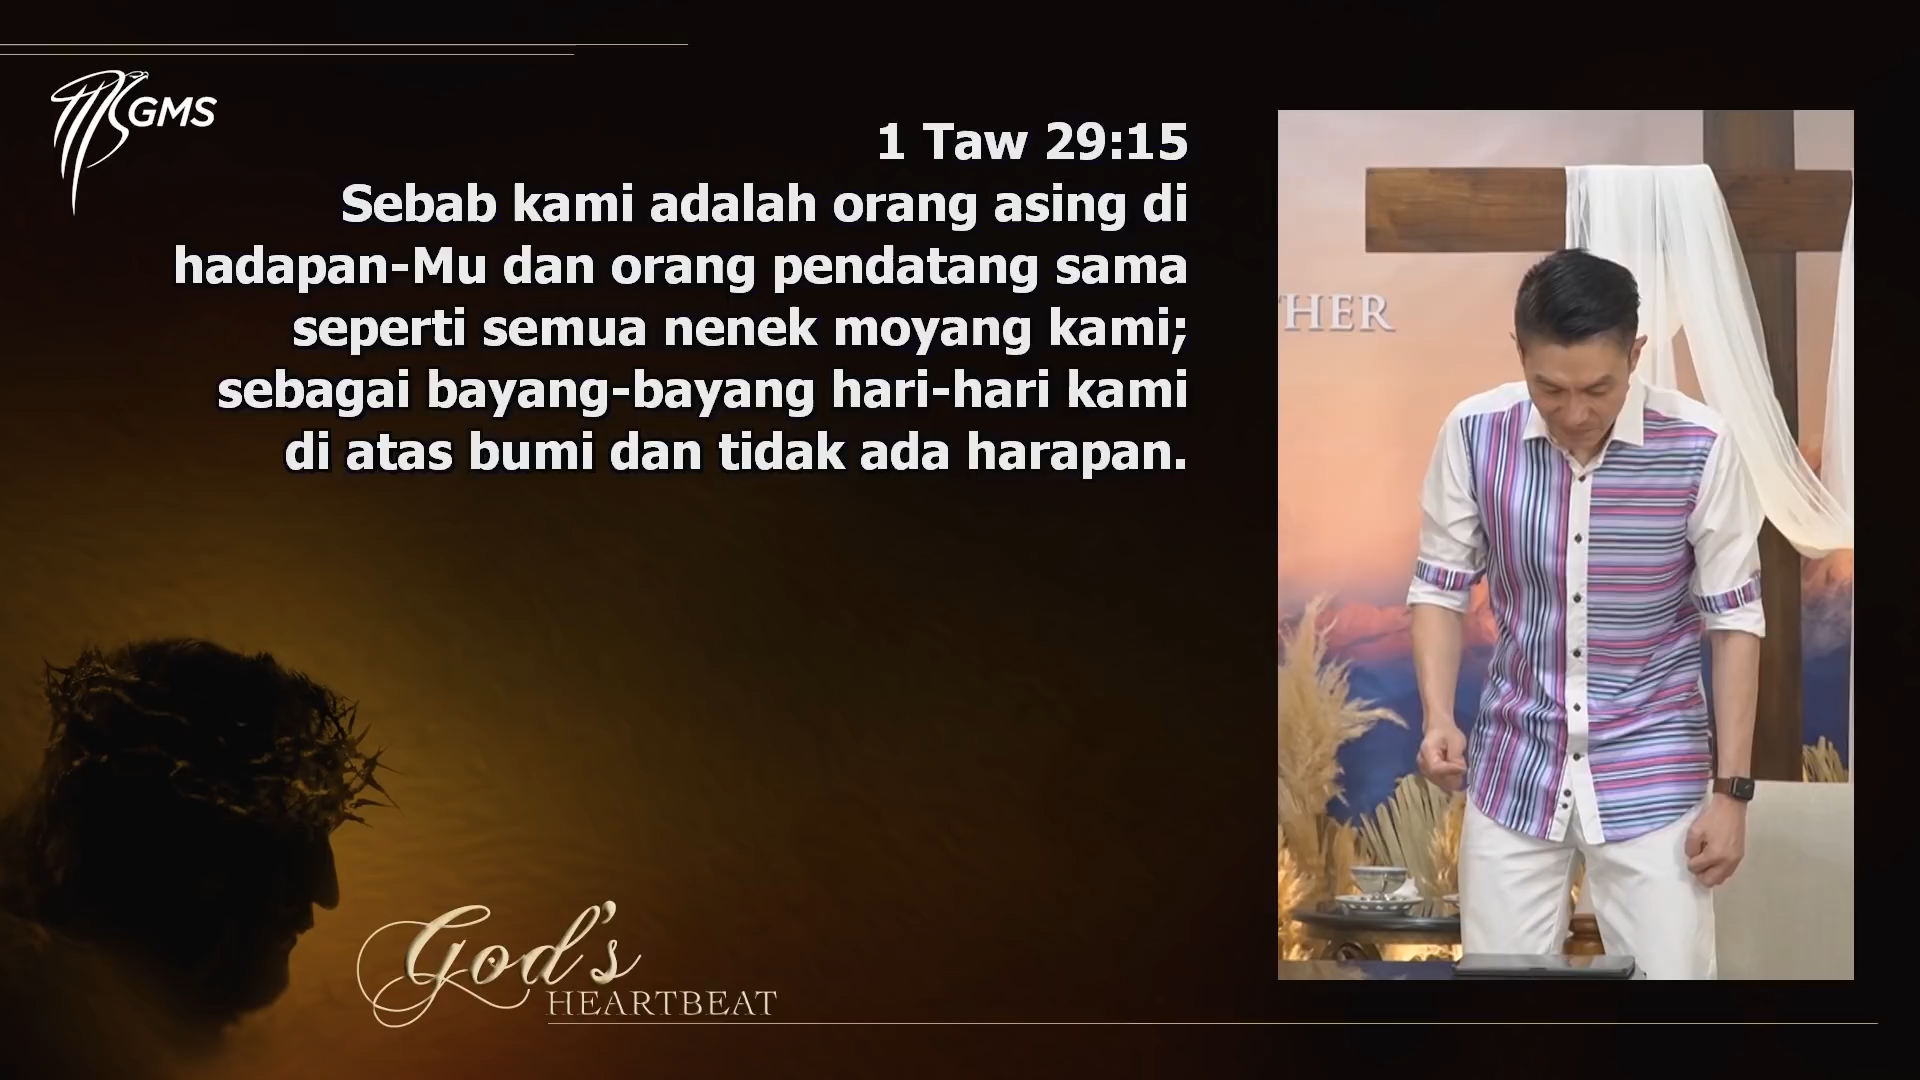 GMS
1 Taw 29:15
Sebab kami adalah orang asing di
hadapan-Mu dan orang pendatang sama
seperti semua nenek moyang kami;
sebagai bayang-bayang hari-hari kami
di atas bumi dan tidak ada harapan.
THER
God's
HEARTBEAT